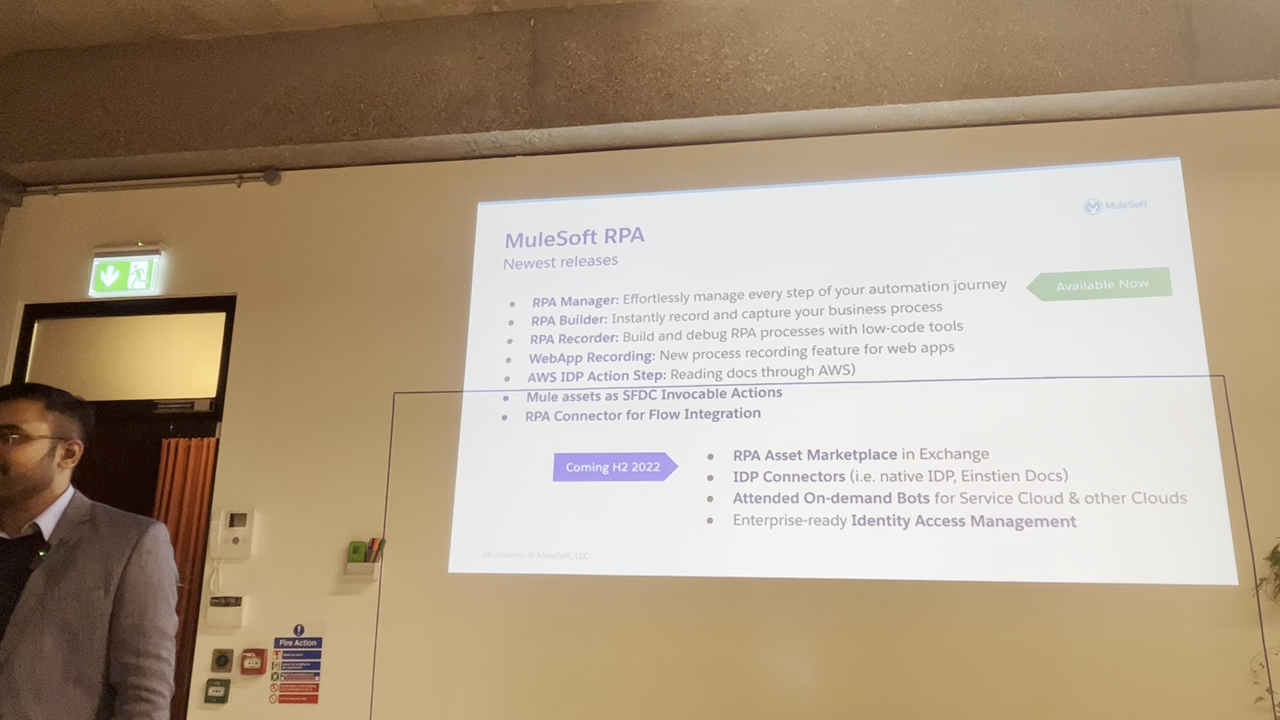 MuleSoft
MuleSoft RPA
Newest releases
RPA Manager: Effortlessly manage every step of your automation journey
Available Now
RPA Builder: Instantly record and capture your business process
RPA Recorder: Build and debug RPA processes with low-code tools
WebApp Recording: New process recording feature for web apps
AWS IDP Action Step: Reading docs through AWS)
Mule assets as SFDC Invocable Actions
RPA Connector for Flow Integration
Coming H2 2022
RPA Asset Marketplace in Exchange
IDP Connectors (i.e. native IDP, Einstien Docs)
Attended On-demand Bots for Service Cloud & other Clouds
Enterprise-ready Identity Access Management
All contents © MuleSoft, LLC
Fire Action